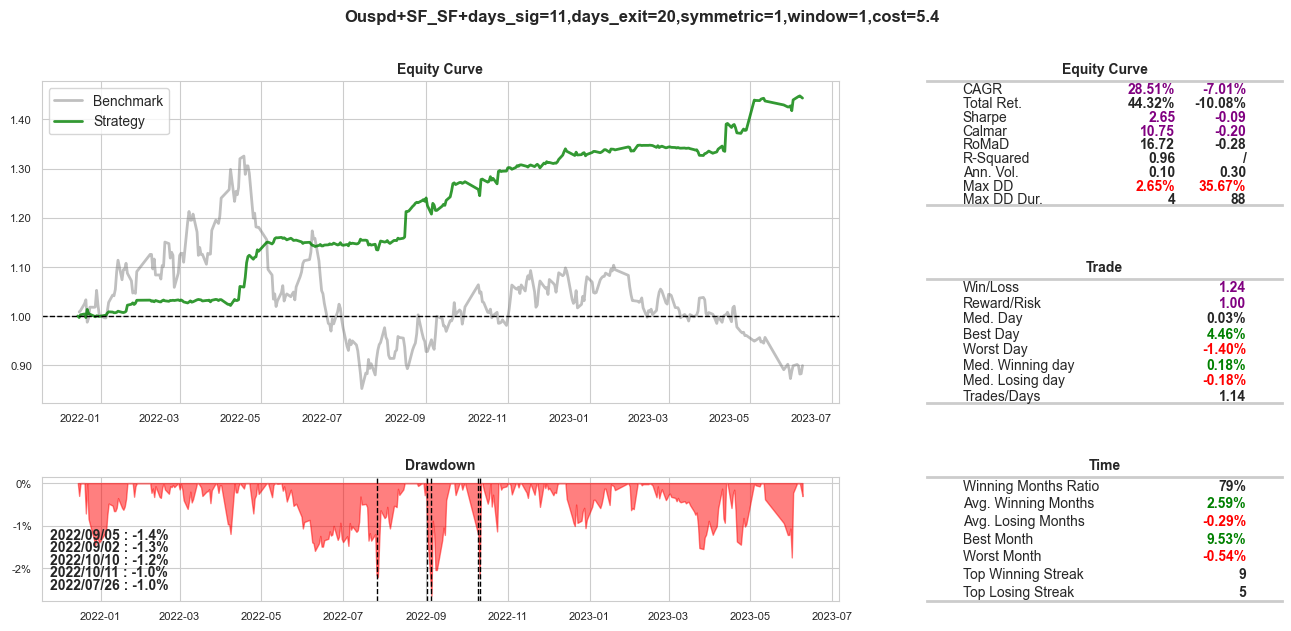 Ouspd+SF_SF+days_sig=11,days_exit=20,symmetric=1,window=1,cost=5.4
Equity Curve
Benchmark
Strategy
1.40
1.30
1.20
1.10
1.00
0.90
2022-01 2022-03 2022-05 2022-07 2022-09 2022-11 2023-01 2023-03 2023-05 2023-07
Equity Curve
CAGR 28.51% -7.01%
Total Ret. 44.32% -10.08%
Sharpe 2.65 -0.09
Calmar 10.75 -0.20
RoMaD 16.72 -0.28
R-Squared 0.96 /
Ann. Vol. 0.10 0.30
Max DD 2.65% 35.67%
Max DD Dur. 4 88
Trade
Win/Loss 1.24
Reward/Risk 1.00
Med. Day 0.03%
Best Day 4.46%
Worst Day -1.40%
Med. Winning day 0.18%
Med. Losing day -0.18%
Trades/Days 1.14
Drawdown
0%
-1%
-2%
2022/09/05 : -1.4%
2022/09/02 : -1.3%
2022/10/10 : -1.2%
2022/10/11 : -1.0%
2022/07/26 : -1.0%
2022-01 2022-03 2022-05 2022-07 2022-09 2022-11 2023-01 2023-03 2023-05 2023-07
Time
Winning Months Ratio 79%
Avg. Winning Months 2.59%
Avg. Losing Months -0.29%
Best Month 9.53%
Worst Month -0.54%
Top Winning Streak 9
Top Losing Streak 5